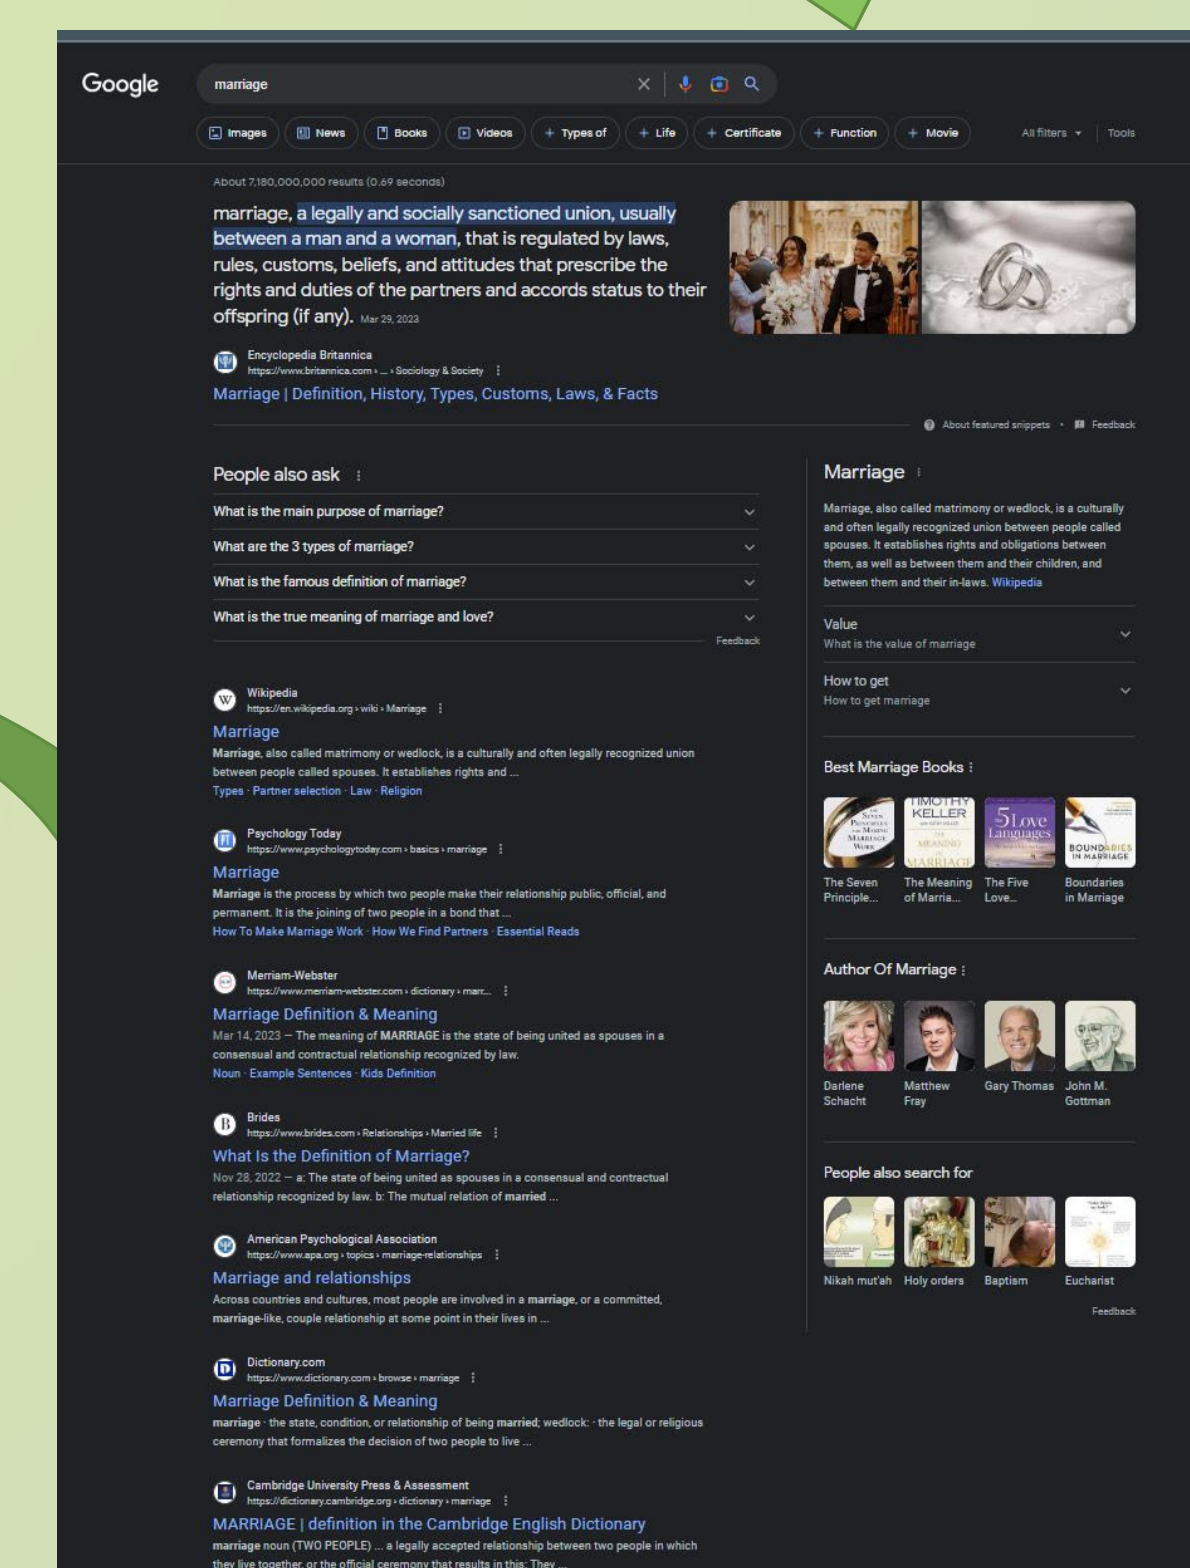 Google
marriage
Images
News
Books
Videos
Types of
Life
Certificate
Function
Movie
All filters
Tools
About 7,180,000,000 results (0.69 seconds)
marriage, a legally and socially sanctioned union, usually
between a man and a woman, that is regulated by laws,
rules, customs, beliefs, and attitudes that prescribe the
rights and duties of the partners and accords status to their
offspring (if any). Mar 29, 2023
Encyclopedia Britannica
https://www.britannica.com › ... › Sociology & Society
Marriage | Definition, History, Types, Customs, Laws, & Facts
About featured snippets • Feedback
People also ask
What is the main purpose of marriage?
What are the 3 types of marriage?
What is the famous definition of marriage?
What is the true meaning of marriage and love?
Feedback
Wikipedia
https://en.wikipedia.org › wiki › Marriage
Marriage
Marriage, also called matrimony or wedlock, is a culturally and often legally recognized union
between people called spouses. It establishes rights and ...
Types · Partner selection · Law · Religion
Psychology Today
https://www.psychologytoday.com › basics › marriage
Marriage
Marriage is the process by which two people make their relationship public, official, and
permanent. It is the joining of two people in a bond that ...
How To Make Marriage Work · How We Find Partners · Essential Reads
Merriam-Webster
https://www.merriam-webster.com › dictionary › marr...
Marriage Definition & Meaning
Mar 14, 2023 — The meaning of MARRIAGE is the state of being united as spouses in a
consensual and contractual relationship recognized by law.
Noun · Example Sentences · Kids Definition
B
Brides
https://www.brides.com › Relationships › Married life
What Is the Definition of Marriage?
Nov 28, 2022 — a: The state of being united as spouses in a consensual and contractual
relationship recognized by law. b: The mutual relation of married ...
American Psychological Association
https://www.apa.org › topics › marriage-relationships
Marriage and relationships
Across countries and cultures, most people are involved in a marriage, or a committed,
marriage-like, couple relationship at some point in their lives in ...
D
Dictionary.com
https://www.dictionary.com › browse › marriage
Marriage Definition & Meaning
marriage · the state, condition, or relationship of being married; wedlock: · the legal or religious
ceremony that formalizes the decision of two people to live ...
Cambridge University Press & Assessment
https://dictionary.cambridge.org › dictionary › marriage
MARRIAGE | definition in the Cambridge English Dictionary
marriage noun (TWO PEOPLE) ... a legally accepted relationship between two people in which
they live together, or the official ceremony that results in this: They ...
Marriage
Marriage, also called matrimony or wedlock, is a culturally
and often legally recognized union between people called
spouses. It establishes rights and obligations between
them, as well as between them and their children, and
between them and their in-laws. Wikipedia
Value
What is the value of marriage
How to get
How to get marriage
Best Marriage Books
SEVEN
PRINCIPLES
MARRIAGE
WORK
TIMOTHY
KELLER
MEANING
MARRIAGE
5 LOVE
Languages
BOUNDARIES
IN MARRIAGE
The Seven
Principle...
The Meaning
of Marria...
The Five
Love...
Boundaries
in Marriage
Author Of Marriage
Darlene
Schacht
Matthew
Fray
Gary Thomas
John M.
Gottman
People also search for
Nikah mut'ah
Holy orders
Baptism
Eucharist
Feedback